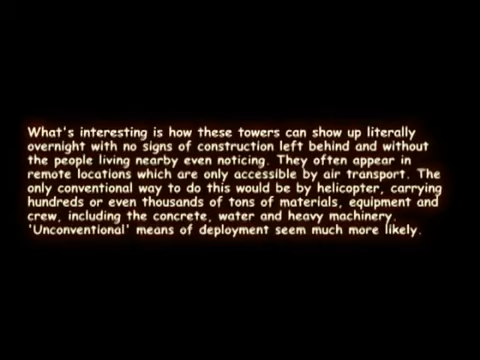 What's interesting is how these towers can show up literally
overnight with no signs of construction left behind and without
the people living nearby even noticing. They often appear in
remote locations which are only accessible by air transport. The
only conventional way to do this would be by helicopter, carrying
hundreds or even thousands of tons of materials, equipment and
crew, including the concrete, water and heavy machinery.
'Unconventional' means of deployment seem much more likely.